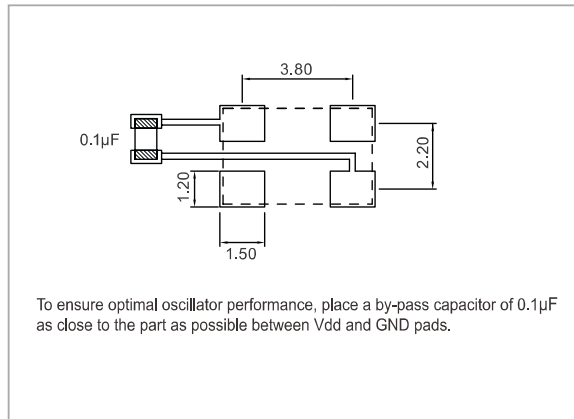 3.80
0.1µF
2.20
1.20
1.50
To ensure optimal oscillator performance, place a by-pass capacitor of 0.1µF
as close to the part as possible between Vdd and GND pads.